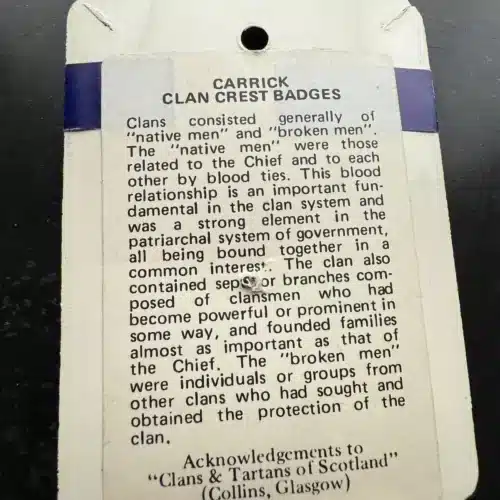 CARRICK
CLAN CREST BADGES
Clans consisted generally of
"native men" and "broken men".
The "native men" were those
related to the Chief and to each
other by blood ties. This blood
relationship is an important fun-
damental in the clan system and
was a strong element in the
patriarchal system of government,
all being bound together in a
common interest. The clan also
contained septs or branches com-
posed of clansmen who had
become powerful or prominent in
some way, and founded families
almost as important as that of
the Chief. The "broken men"
were individuals or groups from
other clans who had sought and
obtained the protection of the
clan.
Acknowledgements to
"Clans & Tartans of Scotland"
(Collins, Glasgow)